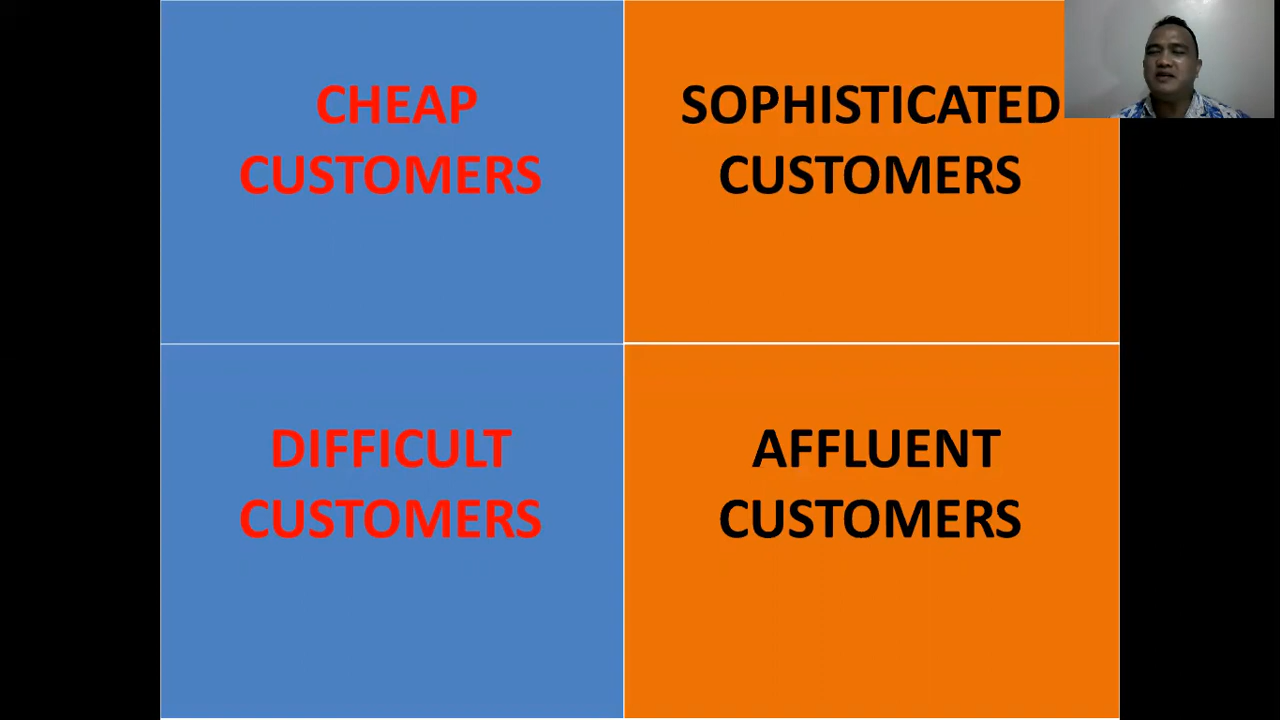 CHEAP
CUSTOMERS
SOPHISTICATED
CUSTOMERS
DIFFICULT
CUSTOMERS
AFFLUENT
CUSTOMERS